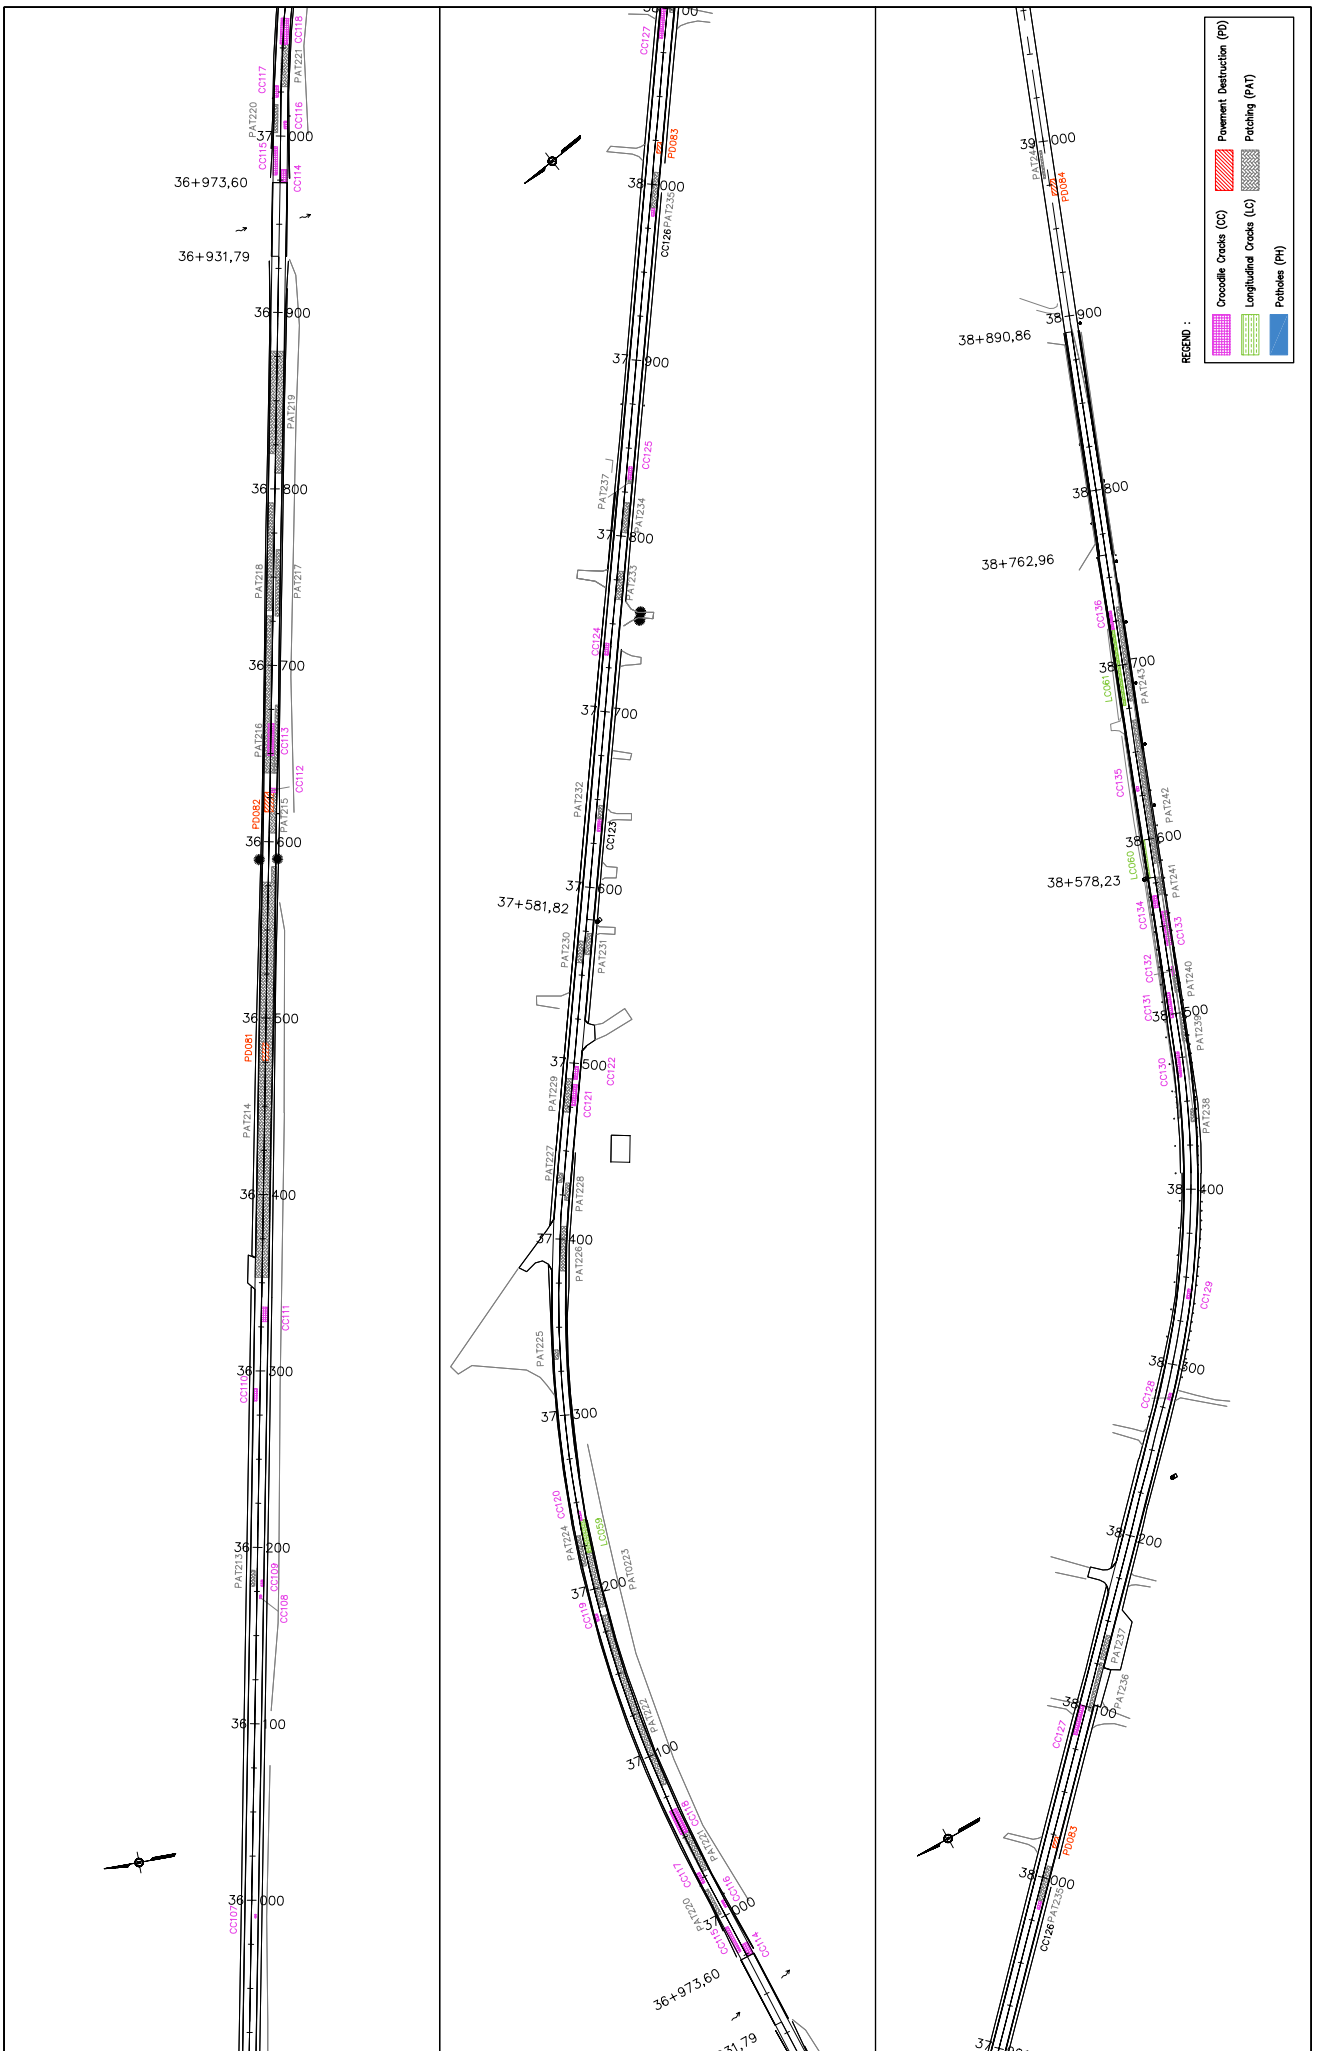 CC118
PAT221
CC117
PAT220
CC116
37+000
CC115
CC114
36+973,60
36+931,79
36+900
PAT219
36+800
PAT218
PAT217
36+700
PAT216
CC113
CC112
PD082
PAT215
36+600
36+500
PD081
PAT214
36+400
CC111
36+300
CC110
36+200
PAT213
CC109
CC108
36+100
36+000
CC107
CC127
PD083
38+000
PAT235
CC126
37+900
CC125
PAT237
PAT234
37+800
PAT233
CC124
37+700
PAT232
CC123
37+600
37+581,82
PAT230
PAT231
37+500
CC122
PAT229
CC121
PAT227
PAT228
37+400
PAT226
PAT225
37+300
CC120
LC059
PAT224
PAT0223
37+200
CC119
PAT222
37+100
CC118
PAT221
CC117
CC116
PAT220
37+000
CC115
CC114
36+973,60
31,79
39+000
PD084
38+900
38+890,86
38+800
38+762,96
CC136
38+700
LC061
PAT243
CC135
PAT242
38+600
LC060
PAT241
38+578,23
CC134
CC133
CC132
PAT240
CC131
38+500
PAT239
CC130
PAT238
38+400
CC129
38+300
CC128
38+200
PAT237
PAT236
38+100
CC127
PD083
38+000
PAT235
CC126
REGEND :
Crocodile Cracks (CC)
Pavement Destruction (PD)
Longitudinal Cracks (LC)
Patching (PAT)
Potholes (PH)